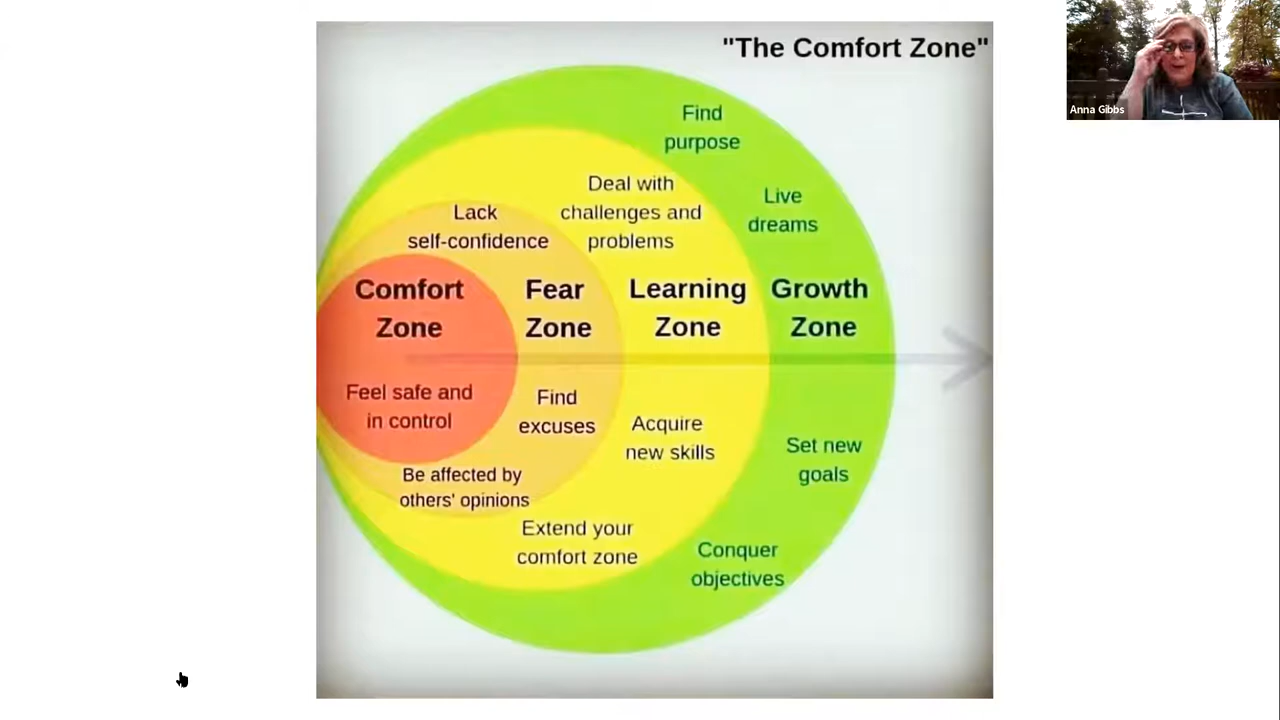 "The Comfort Zone"
Anna Gibbs
Find
purpose
Live
dreams
Deal with
challenges and
problems
Lack
self-confidence
Comfort
Zone
Fear
Zone
Learning
Zone
Growth
Zone
Feel safe and
in control
Find
excuses
Acquire
new skills
Set new
goals
Be affected by
others' opinions
Extend your
comfort zone
Conquer
objectives